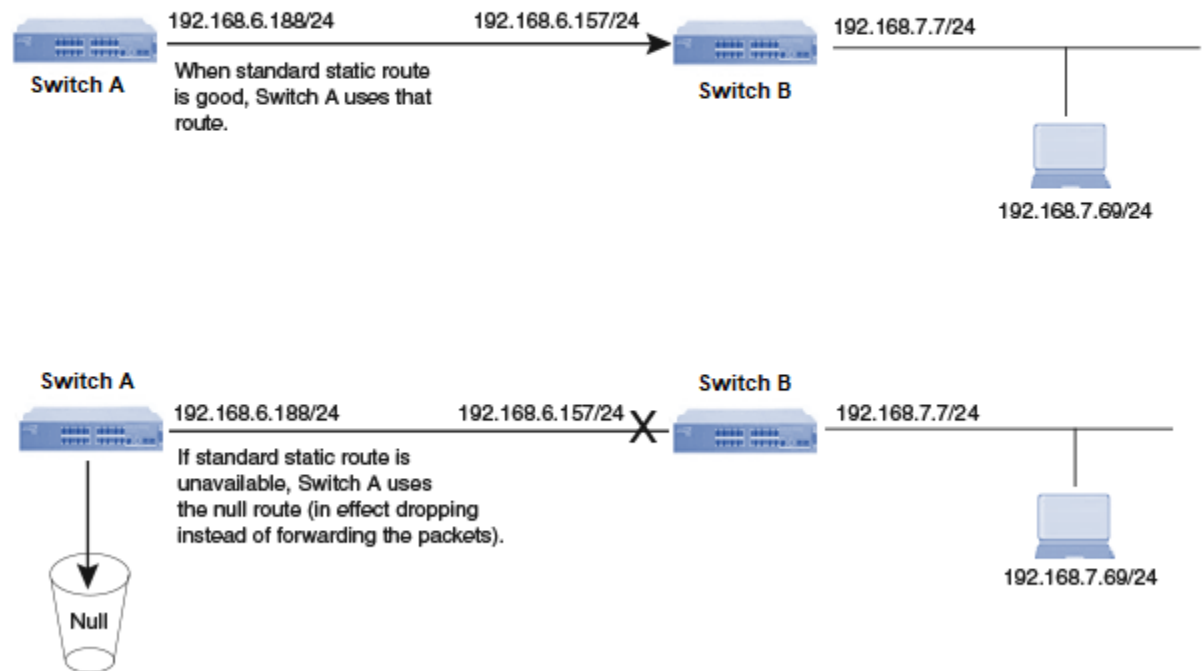 192.168.6.188/24
192.168.6.157/24
192.168.7.7/24
Switch A
When standard static route
is good, Switch A uses that
route.
Switch B
192.168.7.69/24
Switch A
Switch B
192.168.6.188/24
192.168.6.157/24
X
192.168.7.7/24
If standard static route is
unavailable, Switch A uses
the null route (in effect dropping
instead of forwarding the packets).
192.168.7.69/24
Null